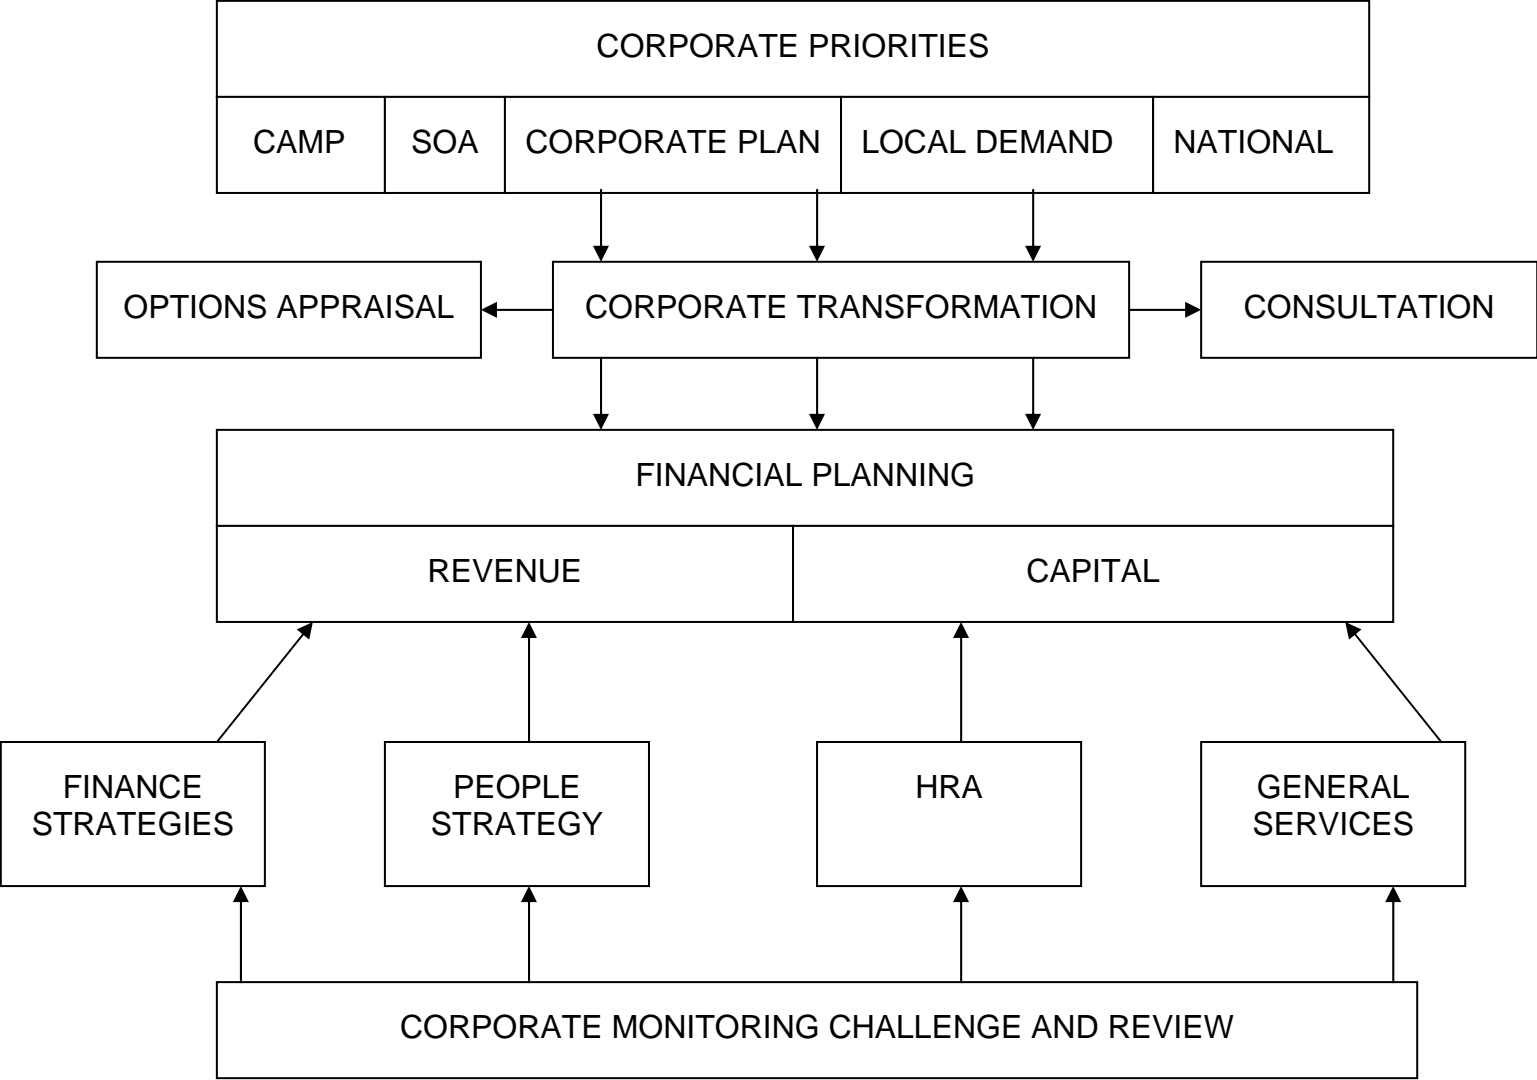 CORPORATE PRIORITIES
CAMP
SOA
CORPORATE PLAN
LOCAL DEMAND
NATIONAL
OPTIONS APPRAISAL
CORPORATE TRANSFORMATION
CONSULTATION
FINANCIAL PLANNING
REVENUE
CAPITAL
FINANCE
STRATEGIES
PEOPLE
STRATEGY
HRA
GENERAL
SERVICES
CORPORATE MONITORING CHALLENGE AND REVIEW